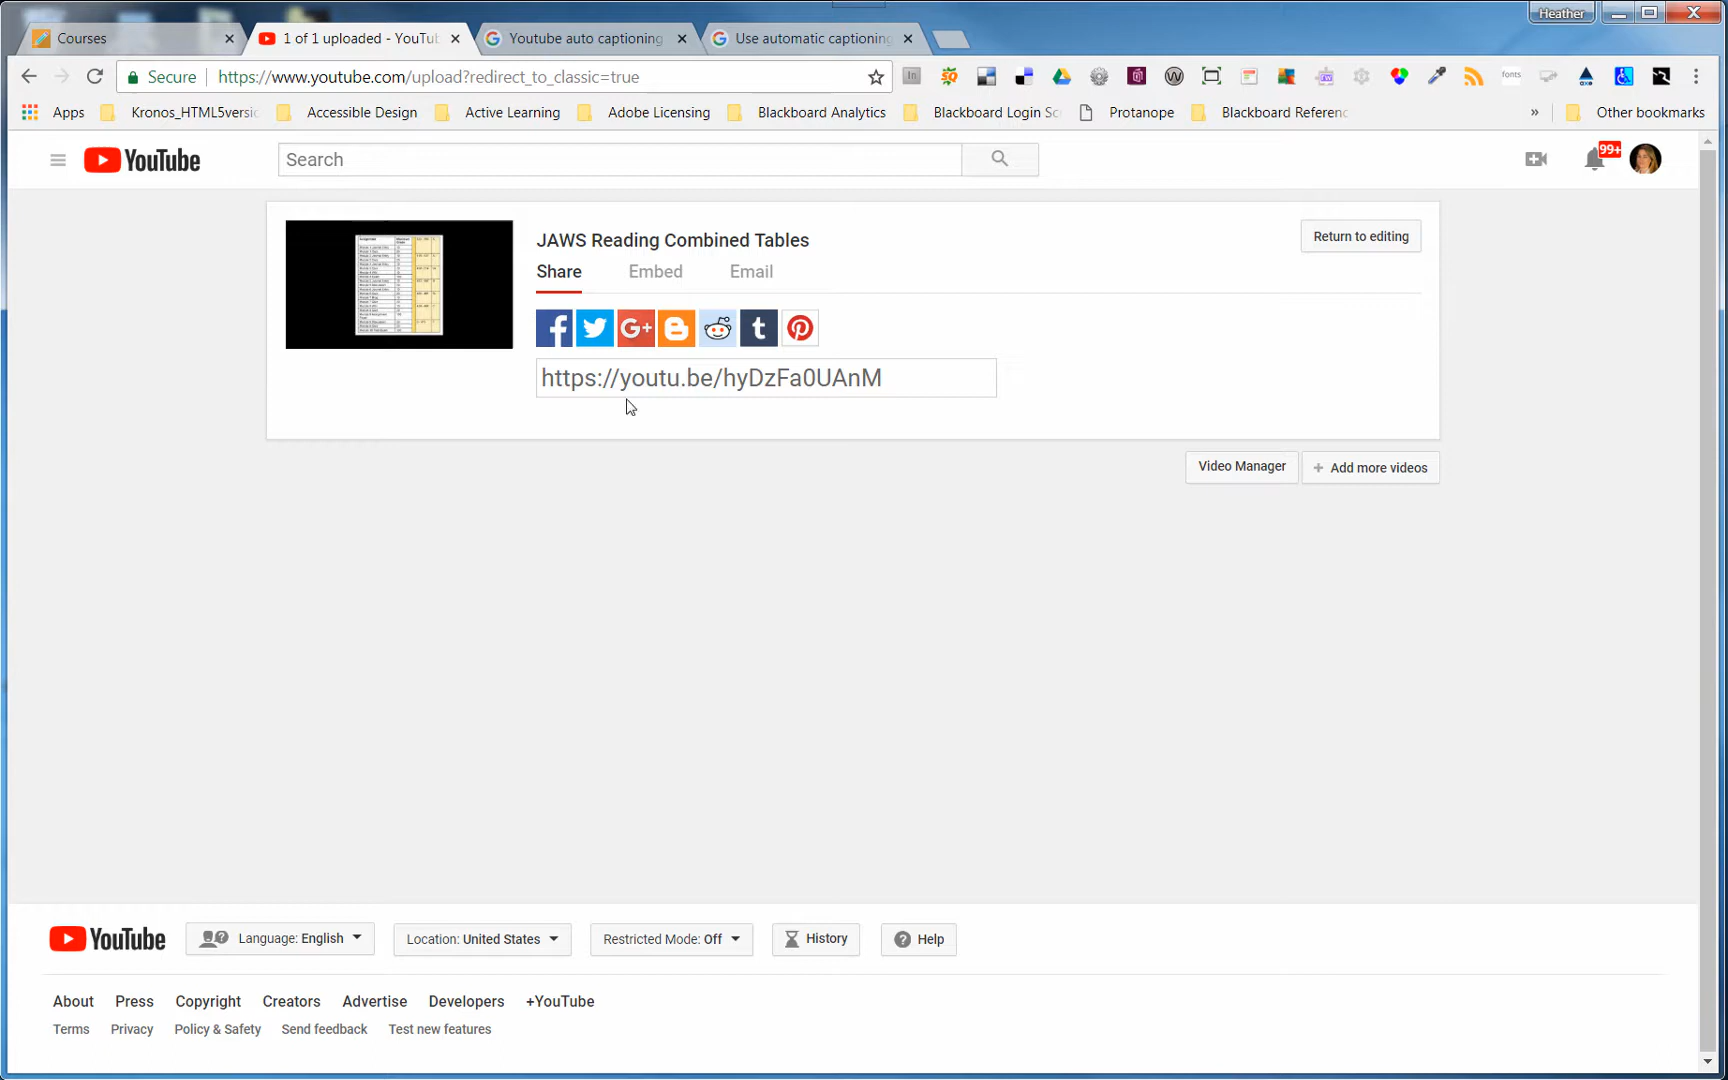 Heather
Courses
1 of 1 uploaded - YouTub
Youtube auto captioning
Use automatic captioning
Secure
https://www.youtube.com/upload?redirect_to_classic=true
fonts
Apps
Kronos_HTML5versic
Accessible Design
Active Learning
Adobe Licensing
Blackboard Analytics
Blackboard Login Sc
Protanope
Blackboard Referenc
»
Other bookmarks
YouTube
Search
99+
JAWS Reading Combined Tables
Return to editing
Share
Embed
Email
https://youtu.be/hyDzFa0UAnM
Video Manager
+ Add more videos
YouTube
Language: English
Location: United States
Restricted Mode: Off
History
Help
About
Press
Copyright
Creators
Advertise
Developers
+YouTube
Terms
Privacy
Policy & Safety
Send feedback
Test new features